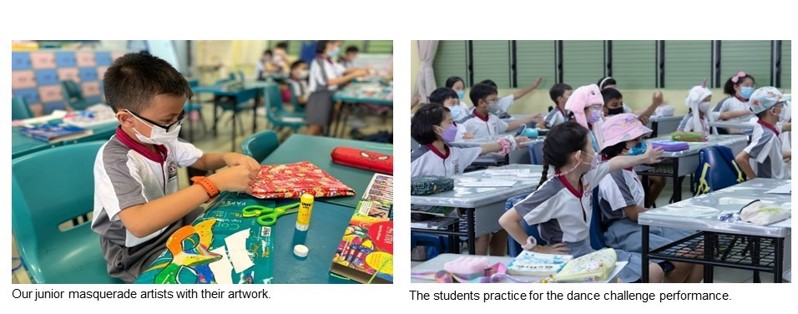 Our junior masquerade artists with their artwork.
The students practice for the dance challenge performance.